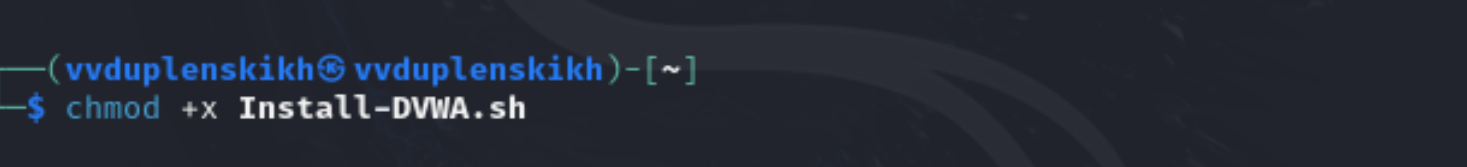 ──(vvduplenskikh㉿vvduplenskikh)-[~]
─$ chmod +x Install-DVWA.sh